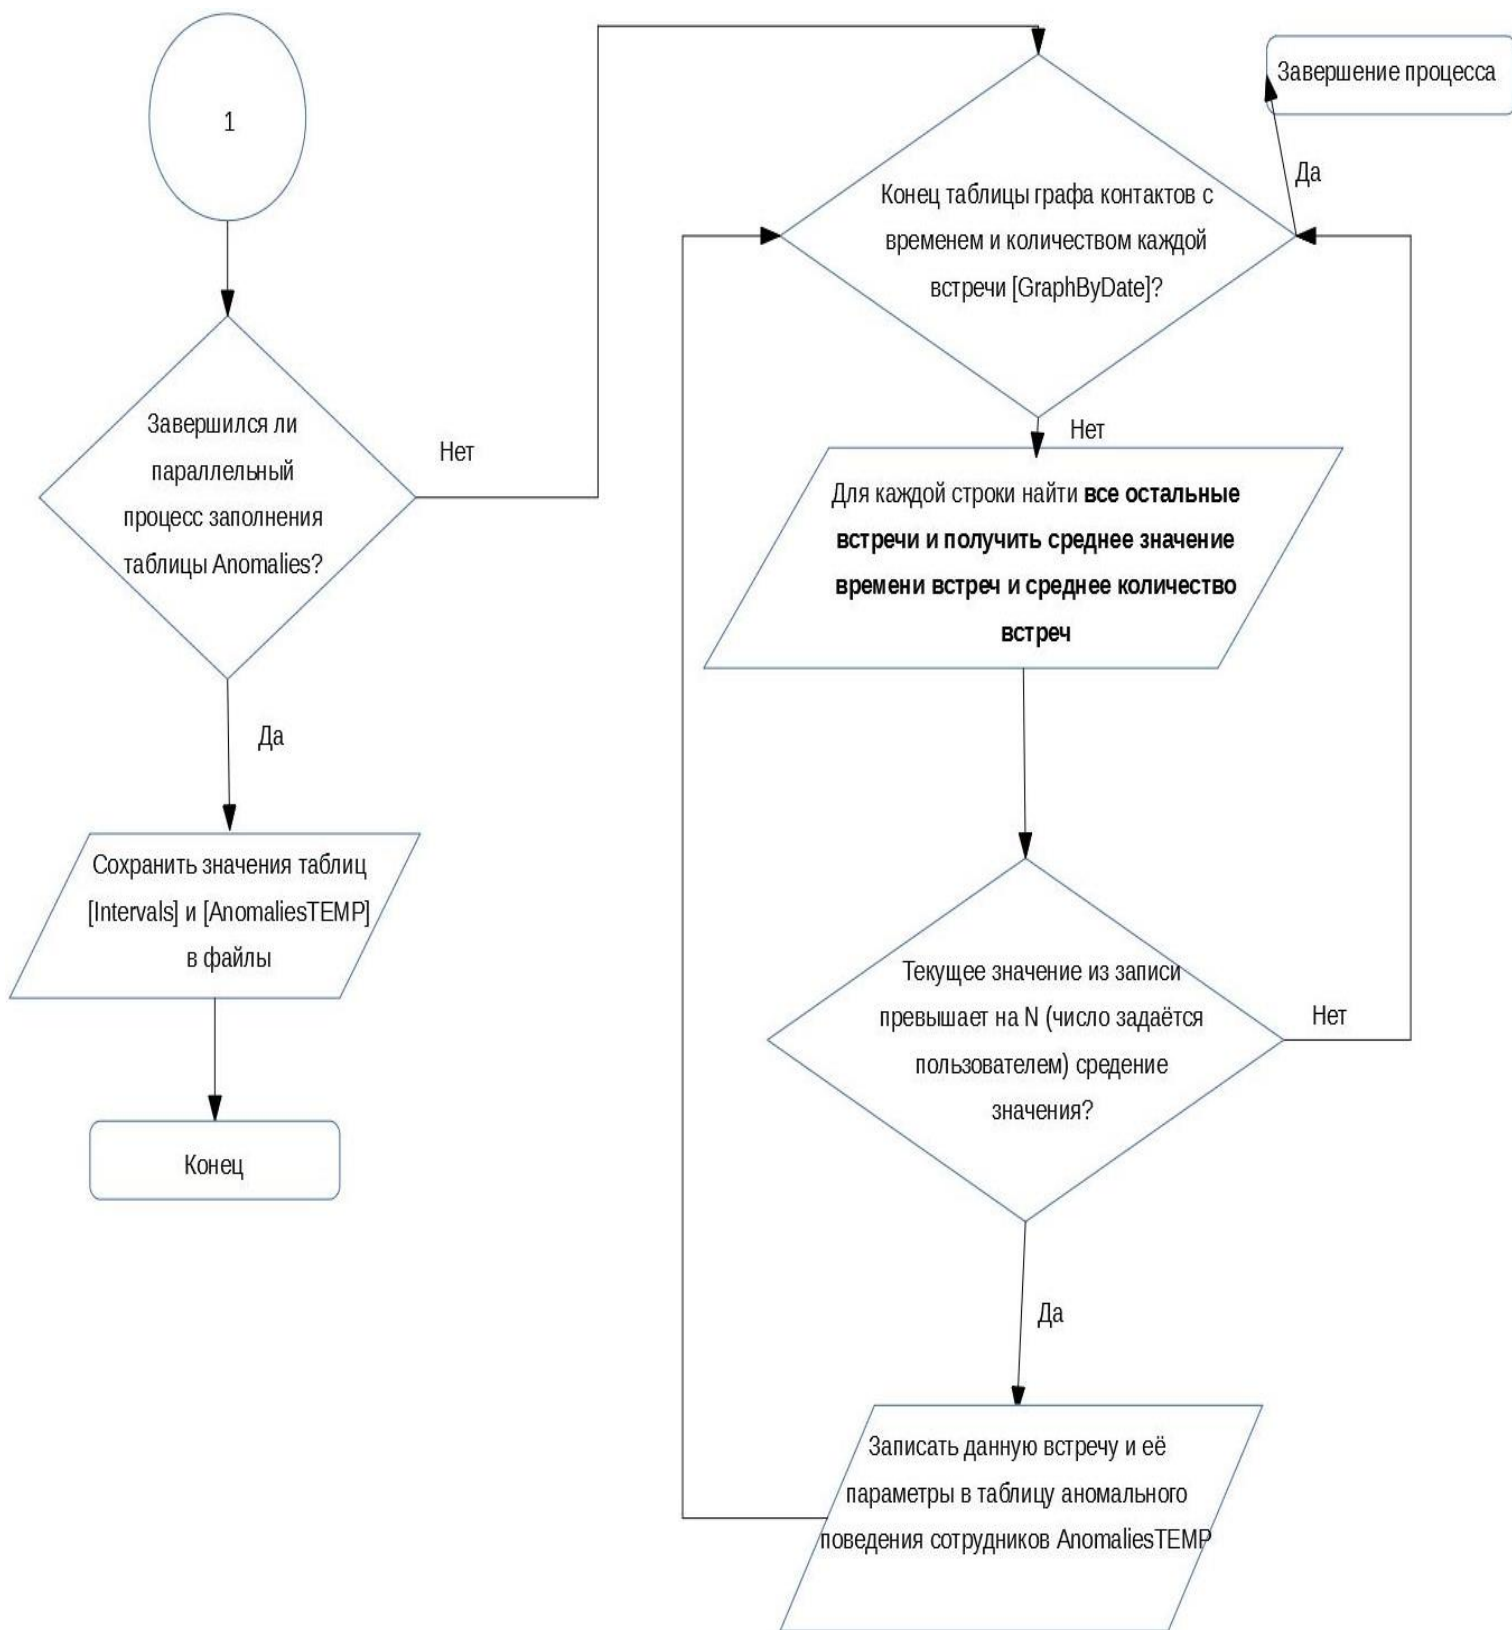 1
Завершился ли
параллельный
процесс заполнения
таблицы Anomalies?
Нет
Да
Сохранить значения таблиц
[Intervals] и [AnomaliesTEMP]
в файлы
Конец
Завершение процесса
Да
Конец таблицы графа контактов с
временем и количеством каждой
встречи [GraphByDate]?
Нет
Для каждой строки найти все остальные
встречи и получить среднее значение
времени встреч и среднее количество
встреч
Текущее значение из записи
превышает на N (число задаётся
пользователем) средение
значения?
Нет
Да
Записать данную встречу и её
параметры в таблицу аномального
поведения сотрудников AnomaliesTEMP